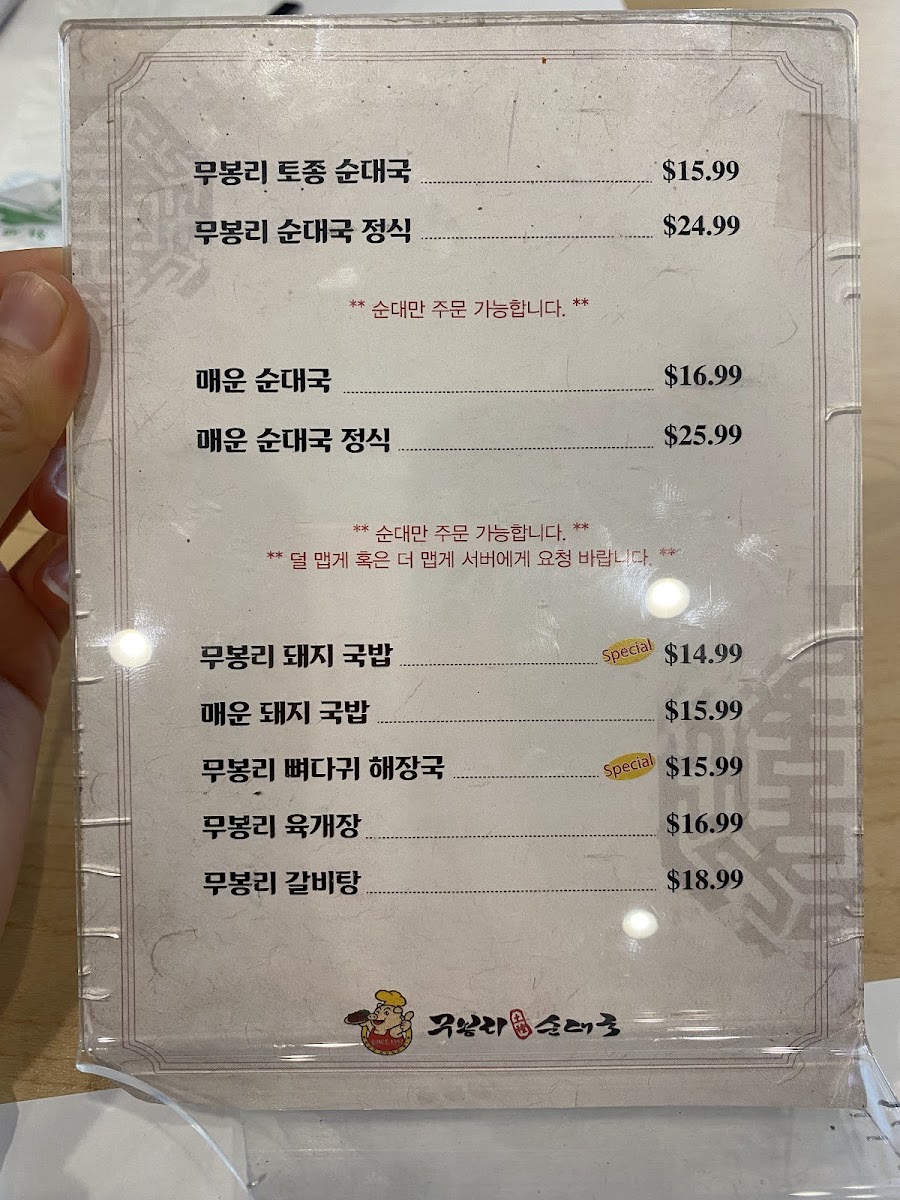 무봉리 토종 순대국 $15.99
무봉리 순대국 정식 $24.99
** 순대만 주문 가능합니다. **
매운 순대국 $16.99
매운 순대국 정식 $25.99
** 순대만 주문 가능합니다. **
** 덜 맵게 혹은 더 맵게 서버에게 요청 바랍니다. **
무봉리 돼지 국밥 Special $14.99
매운 돼지 국밥 $15.99
무봉리 뼈다귀 해장국 Special $15.99
무봉리 육개장 $16.99
무봉리 갈비탕 $18.99
무봉리 순대국